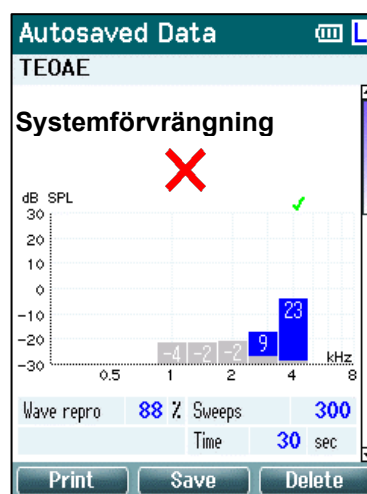 Autosaved Data L
TEOAE
Systemförvrängning
dB SPL
30
20
10
0
-10
-20
-30
-4 -2 -2 9 23
kHz
0.5 1 2 4 8
Wave repro 88 % Sweeps 300
Time 30 sec
Print Save Delete